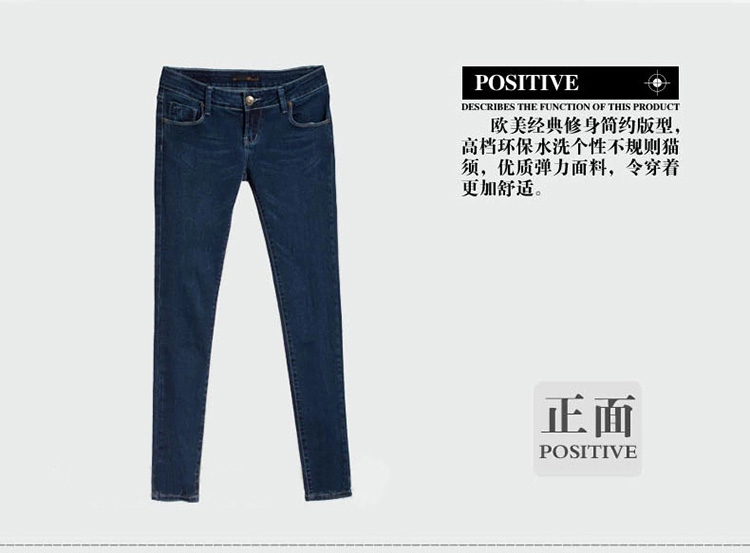 POSITIVE
DESCRIBES THE FUNCTION OF THIS PRODUCT
欧美经典修身简约版型，
高档环保水洗个性不规则猫
须，优质弹力面料，令穿着
更加舒适。
正面
POSITIVE